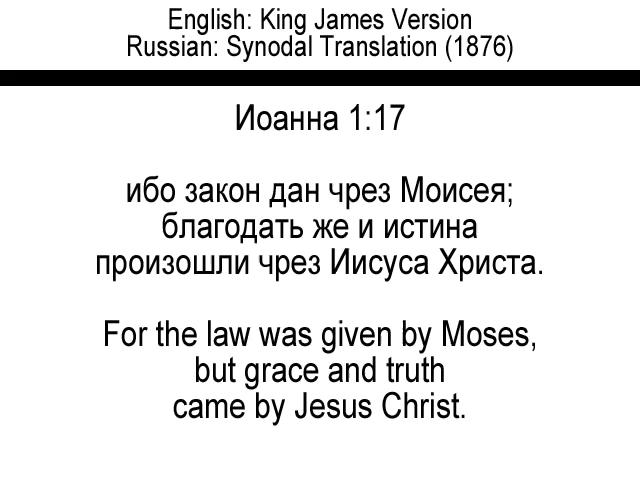 English: King James Version
Russian: Synodal Translation (1876)
Иоанна 1:17
ибо закон дан чрез Моисея;
благодать же и истина
произошли чрез Иисуса Христа.
For the law was given by Moses,
but grace and truth
came by Jesus Christ.